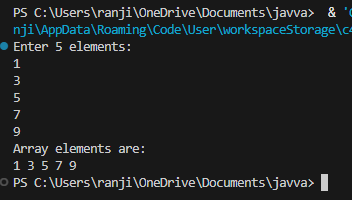 PS C:\Users\ranji\OneDrive\Documents\javva>  & '
nji\AppData\Roaming\Code\User\workspaceStorage\c4
Enter 5 elements:
1
3
5
7
9
Array elements are:
1 3 5 7 9
PS C:\Users\ranji\OneDrive\Documents\javva>